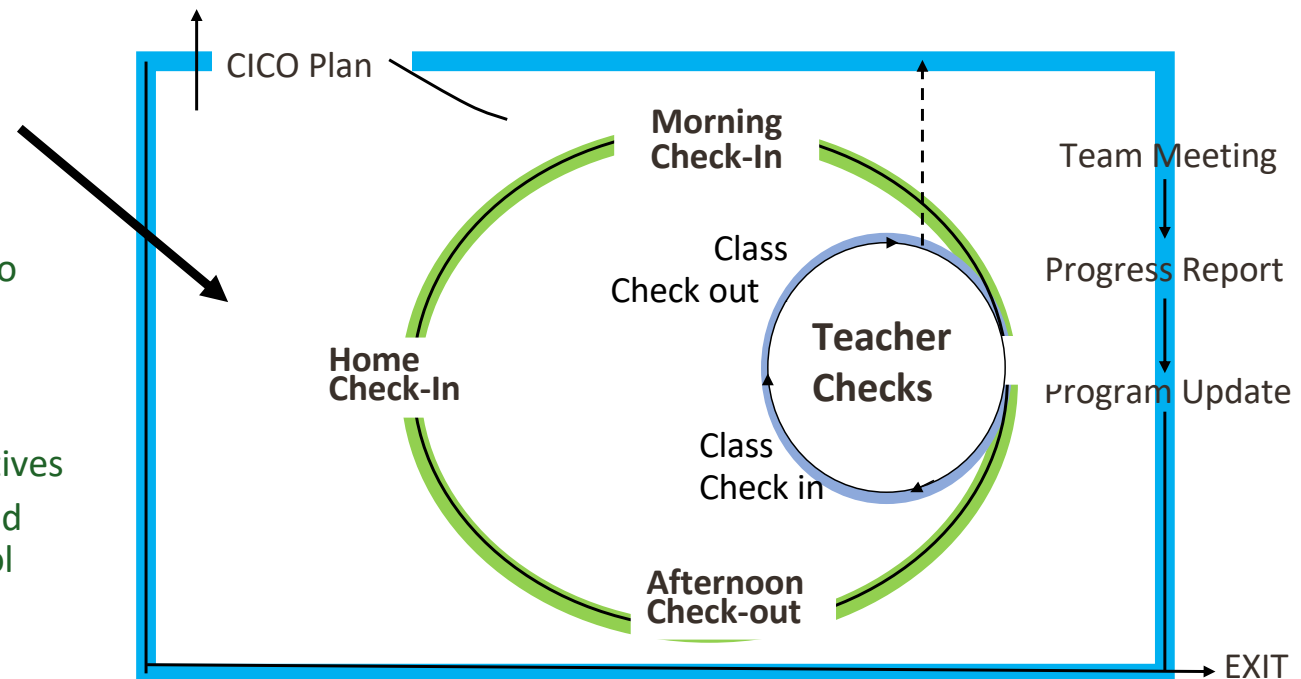 CICO Plan
Morning
Check-In
Team Meeting
Class
Check out
Progress Report
Teacher
Checks
Home
Check-In
Program Update
Class
Check in
Afternoon
Check-out
EXIT